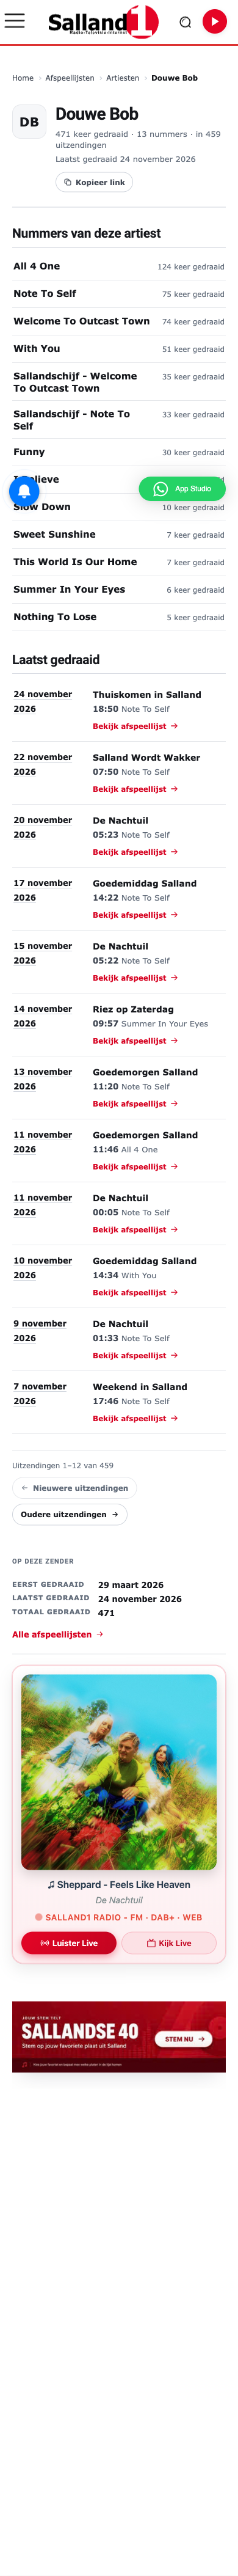 Salland1
Radio-Televisie-Internet
Home › Afspeellijsten › Artiesten › Douwe Bob
DB
Douwe Bob
471 keer gedraaid · 13 nummers · in 459
uitzendingen
Laatst gedraaid 24 november 2026
Kopieer link
Nummers van deze artiest
All 4 One 124 keer gedraaid
Note To Self 75 keer gedraaid
Welcome To Outcast Town 74 keer gedraaid
With You 51 keer gedraaid
Sallandschijf - Welcome 35 keer gedraaid
To Outcast Town
Sallandschijf - Note To 33 keer gedraaid
Self
Funny 30 keer gedraaid
App Studio
Slow Down 10 keer gedraaid
Sweet Sunshine 7 keer gedraaid
This World Is Our Home 7 keer gedraaid
Summer In Your Eyes 6 keer gedraaid
Nothing To Lose 5 keer gedraaid
Laatst gedraaid
24 november 2026 Thuiskomen in Salland
18:50 Note To Self
Bekijk afspeellijst →
22 november 2026 Salland Wordt Wakker
07:50 Note To Self
Bekijk afspeellijst →
20 november 2026 De Nachtuil
05:23 Note To Self
Bekijk afspeellijst →
17 november 2026 Goedemiddag Salland
14:22 Note To Self
Bekijk afspeellijst →
15 november 2026 De Nachtuil
05:22 Note To Self
Bekijk afspeellijst →
14 november 2026 Riez op Zaterdag
09:57 Summer In Your Eyes
Bekijk afspeellijst →
13 november 2026 Goedemorgen Salland
11:20 Note To Self
Bekijk afspeellijst →
11 november 2026 Goedemorgen Salland
11:46 All 4 One
Bekijk afspeellijst →
11 november 2026 De Nachtuil
00:05 Note To Self
Bekijk afspeellijst →
10 november 2026 Goedemiddag Salland
14:34 With You
Bekijk afspeellijst →
9 november 2026 De Nachtuil
01:33 Note To Self
Bekijk afspeellijst →
7 november 2026 Weekend in Salland
17:46 Note To Self
Bekijk afspeellijst →
Uitzendingen 1–12 van 459
← Nieuwere uitzendingen
Oudere uitzendingen →
OP DEZE ZENDER
EERST GEDRAAID 29 maart 2026
LAATST GEDRAAID 24 november 2026
TOTAAL GEDRAAID 471
Alle afspeellijsten →
♫ Sheppard - Feels Like Heaven
De Nachtuil
SALLAND1 RADIO - FM · DAB+ · WEB
Luister Live
Kijk Live
JOUW STEM TELT
SALLANDSE 40
Stem op jouw favoriete plaat uit Salland
STEM NU →